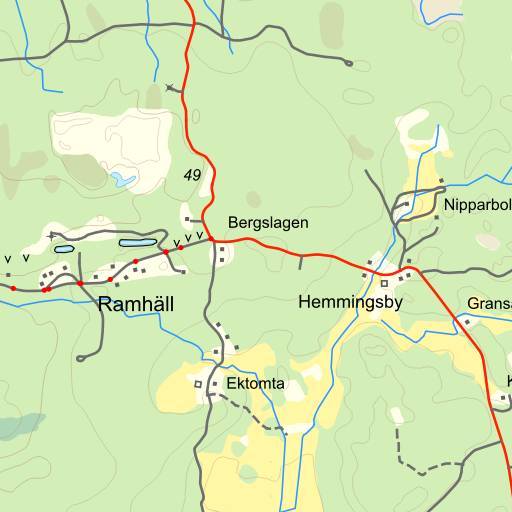 49
Bergslagen
Nipparbol
Ramhäll
Hemmingsby
Gransä
Ektomta
K